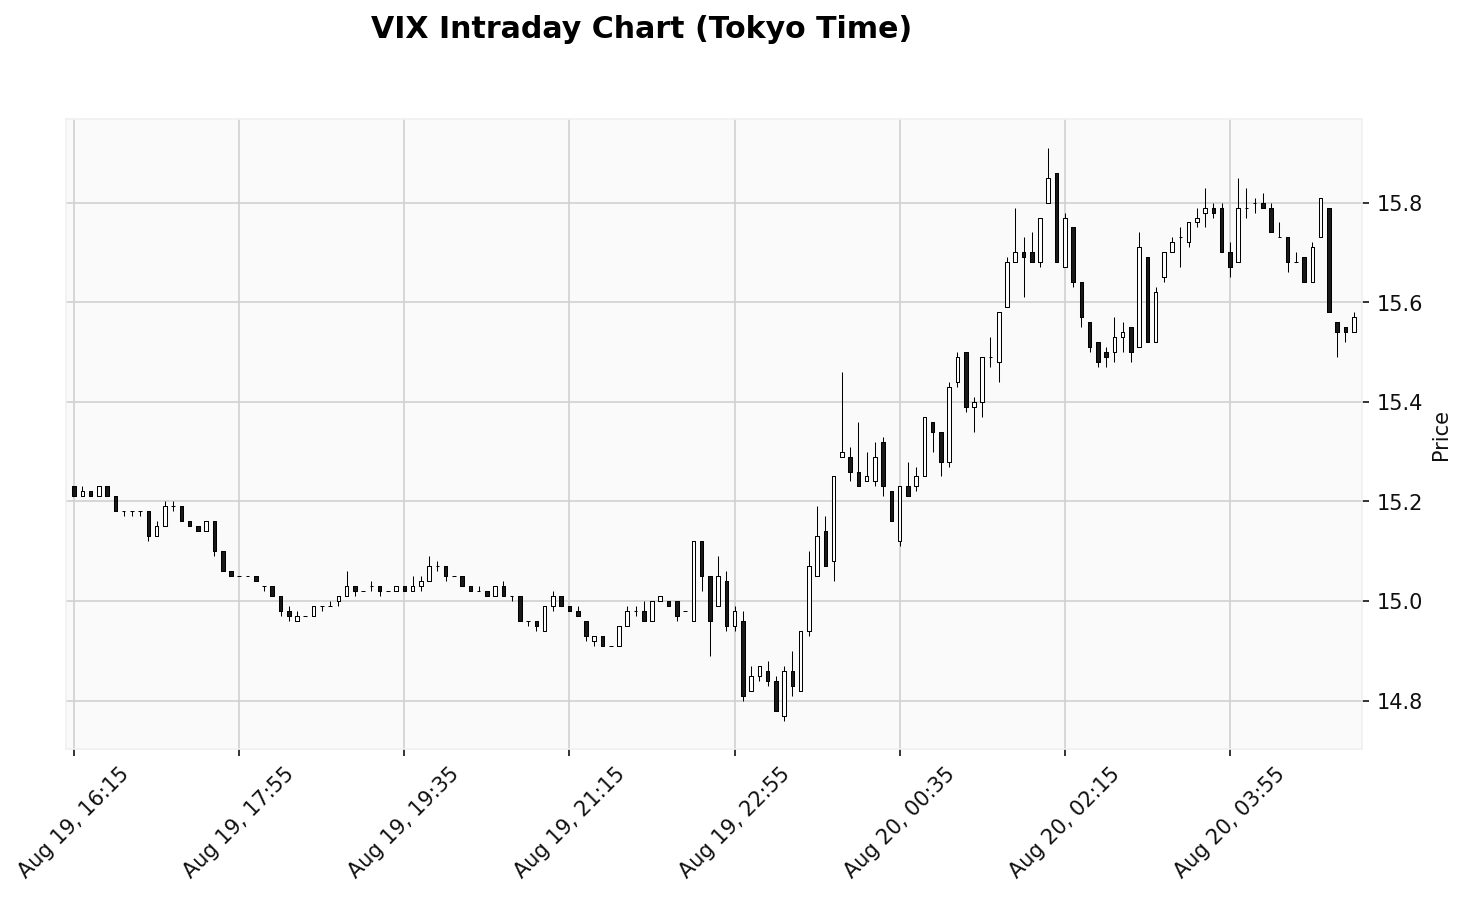 VIX Intraday Chart (Tokyo Time)
15.8
15.6
15.4
15.2
15.0
14.8
Price
Aug 19, 16:15
Aug 19, 17:55
Aug 19, 19:35
Aug 19, 21:15
Aug 19, 22:55
Aug 20, 00:35
Aug 20, 02:15
Aug 20, 03:55